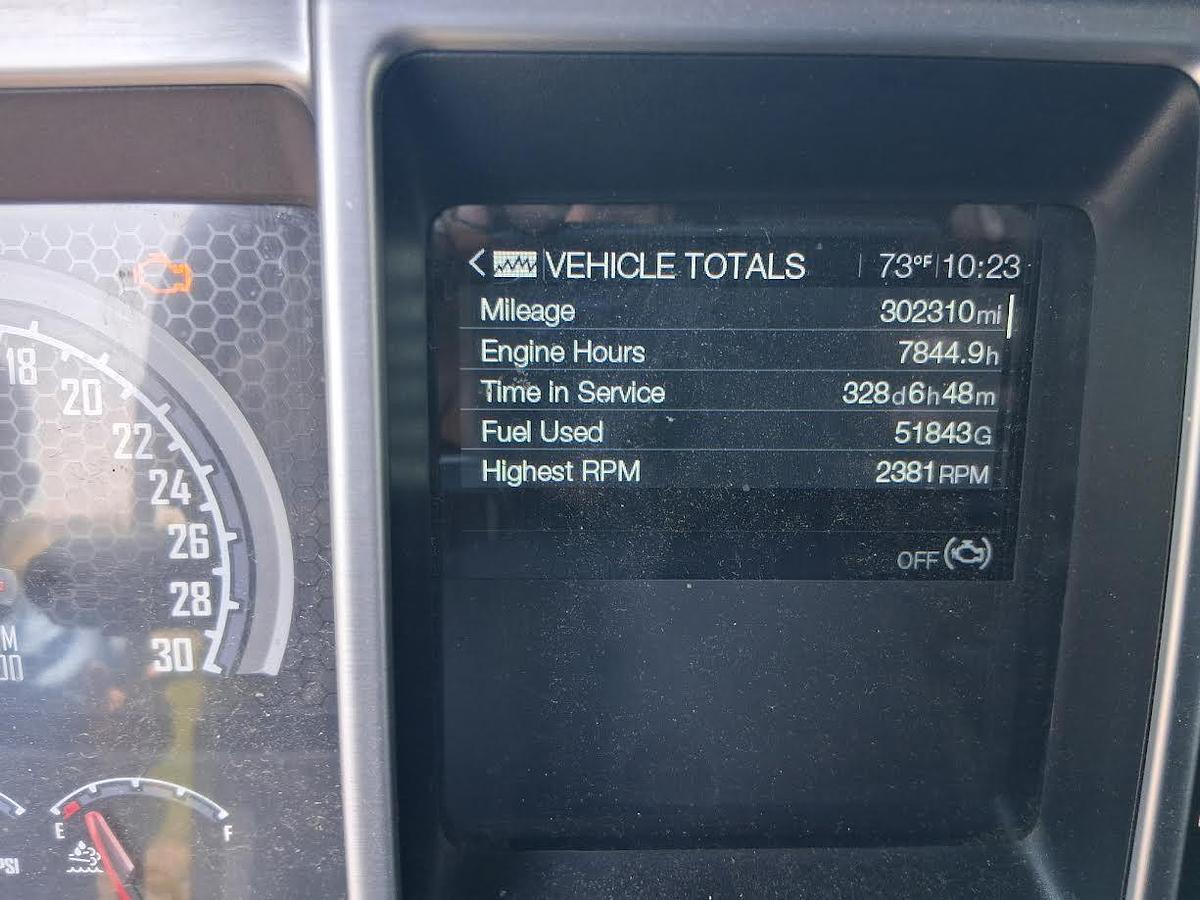 VEHICLE TOTALS 73°F 10:23
Mileage 302310mi
Engine Hours 7844.9h
Time In Service 328d6h48m
Fuel Used 51843G
Highest RPM 2381RPM
OFF
18
20
22
24
26
28
30
E F
PSI